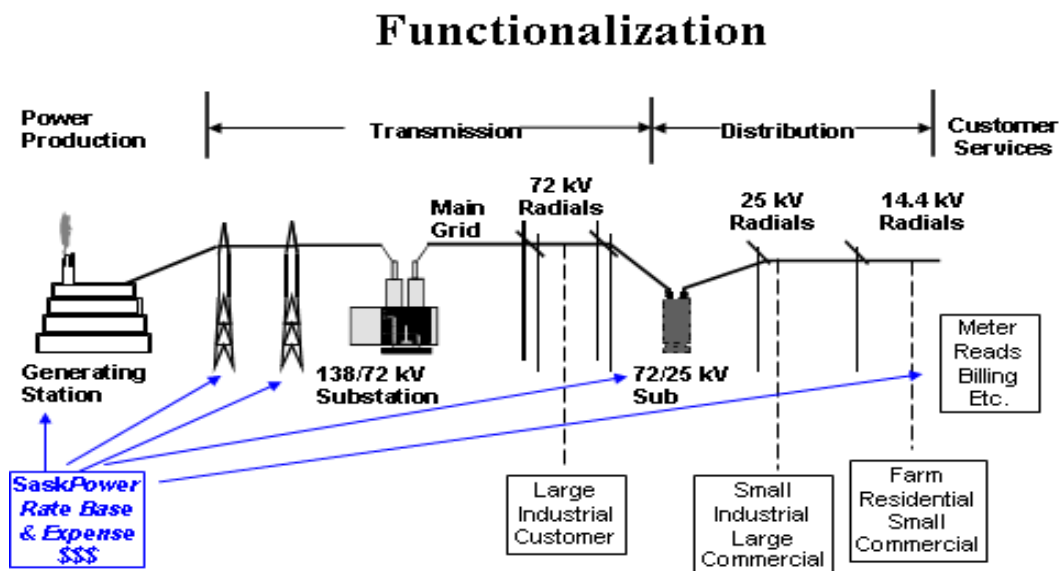 Functionalization
Power
Production
Transmission
Distribution
Customer
Services
Main
Grid
72 kV
Radials
25 kV
Radials
14.4 kV
Radials
Generating
Station
138/72 kV
Substation
72/25 kV
Sub
Meter
Reads
Billing
Etc.
SaskPower
Rate Base
& Expense
$$$
Large
Industrial
Customer
Small
Industrial
Large
Commercial
Farm
Residential
Small
Commercial